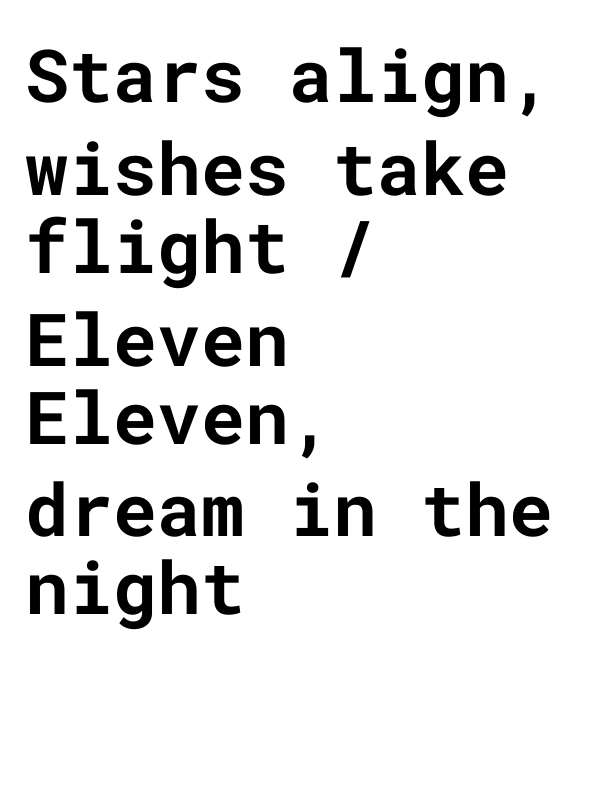 Stars align,
wishes take
flight /
Eleven
Eleven,
dream in the
night